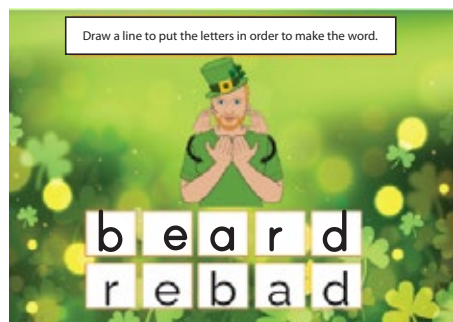 Draw a line to put the letters in order to make the word.
b e a r d
r e b a d